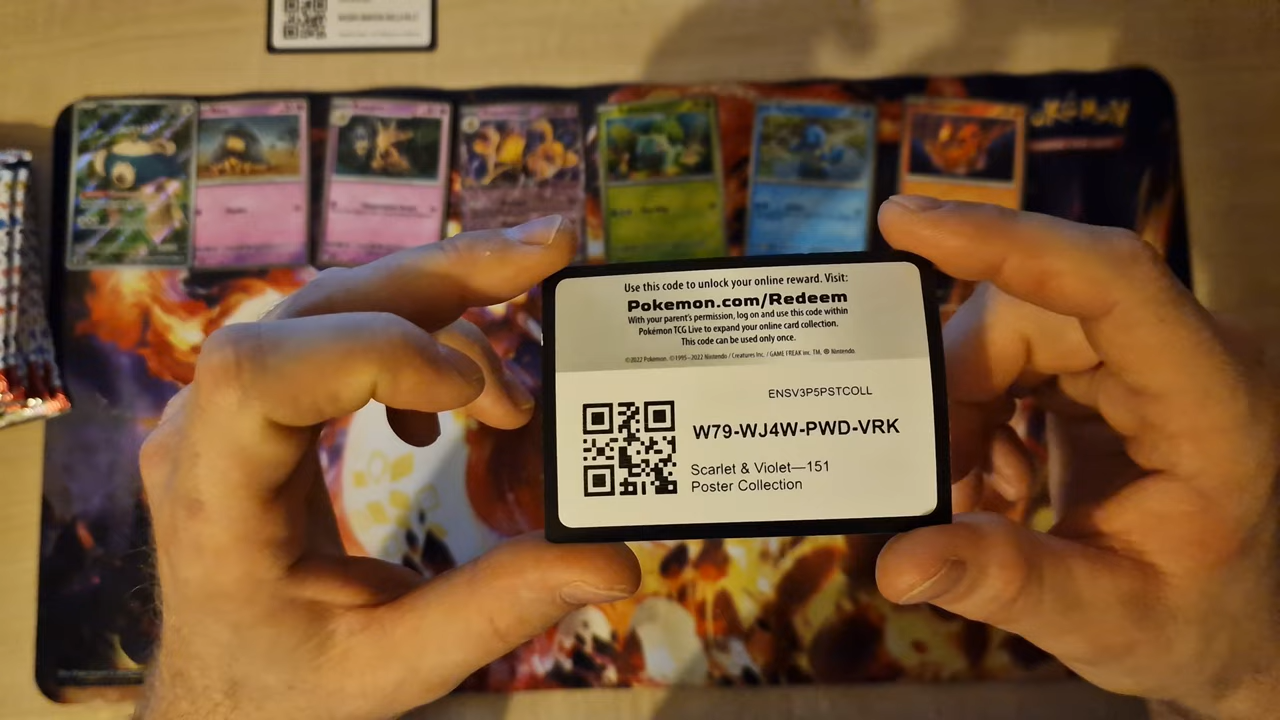 POKÉMON
Use this code to unlock your online reward. Visit:
Pokemon.com/Redeem
With your parent's permission, log on and use this code within
Pokémon TCG Live to expand your online card collection.
This code can be used only once.
©2022 Pokémon. ©1995–2022 Nintendo / Creatures Inc. / GAME FREAK inc. TM, ® Nintendo.
ENSV3P5PSTCOLL
W79-WJ4W-PWD-VRK
Scarlet & Violet—151
Poster Collection